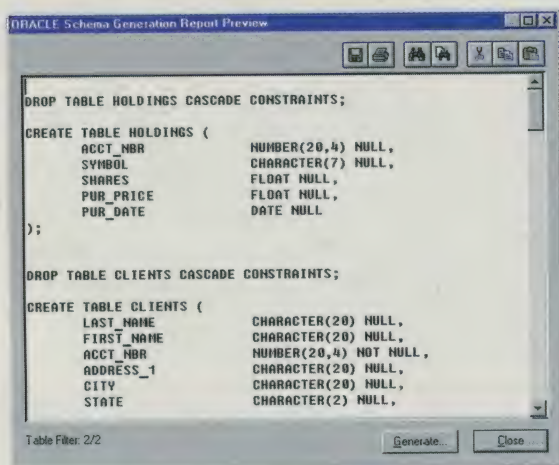 ORACLE Schema Generation Report Preview
DROP TABLE HOLDINGS CASCADE CONSTRAINTS;
CREATE TABLE HOLDINGS (
ACCT_NBR NUMBER(20,4) NULL,
SYMBOL CHARACTER(7) NULL,
SHARES FLOAT NULL,
PUR_PRICE FLOAT NULL,
PUR_DATE DATE NULL
);
DROP TABLE CLIENTS CASCADE CONSTRAINTS;
CREATE TABLE CLIENTS (
LAST_NAME CHARACTER(20) NULL,
FIRST_NAME CHARACTER(20) NULL,
ACCT_NBR NUMBER(20,4) NOT NULL,
ADDRESS_1 CHARACTER(20) NULL,
CITY CHARACTER(20) NULL,
STATE CHARACTER(2) NULL,
Table Filter: 2/2 Generate... Close